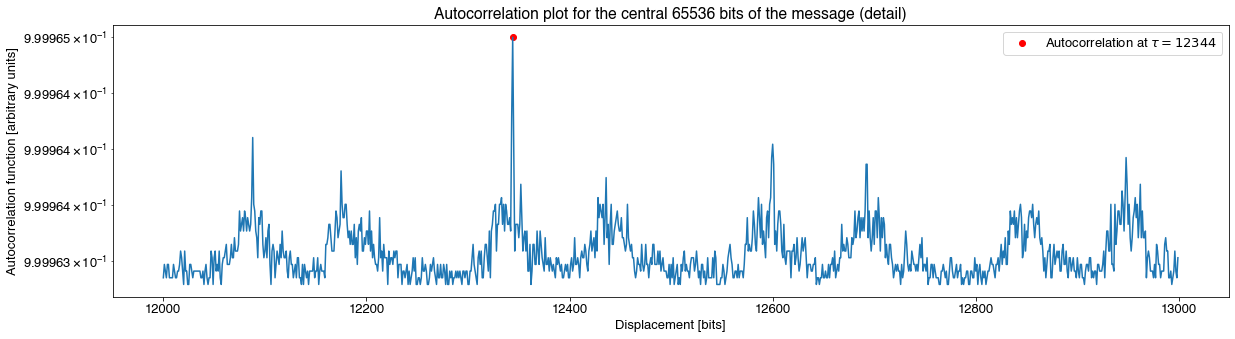 Autocorrelation plot for the central 65536 bits of the message (detail)
Autocorrelation at τ = 12344
Autocorrelation function [arbitrary units]
9.99965 × 10⁻¹
9.99964 × 10⁻¹
9.99964 × 10⁻¹
9.99964 × 10⁻¹
9.99963 × 10⁻¹
12000 12200 12400 12600 12800 13000
Displacement [bits]